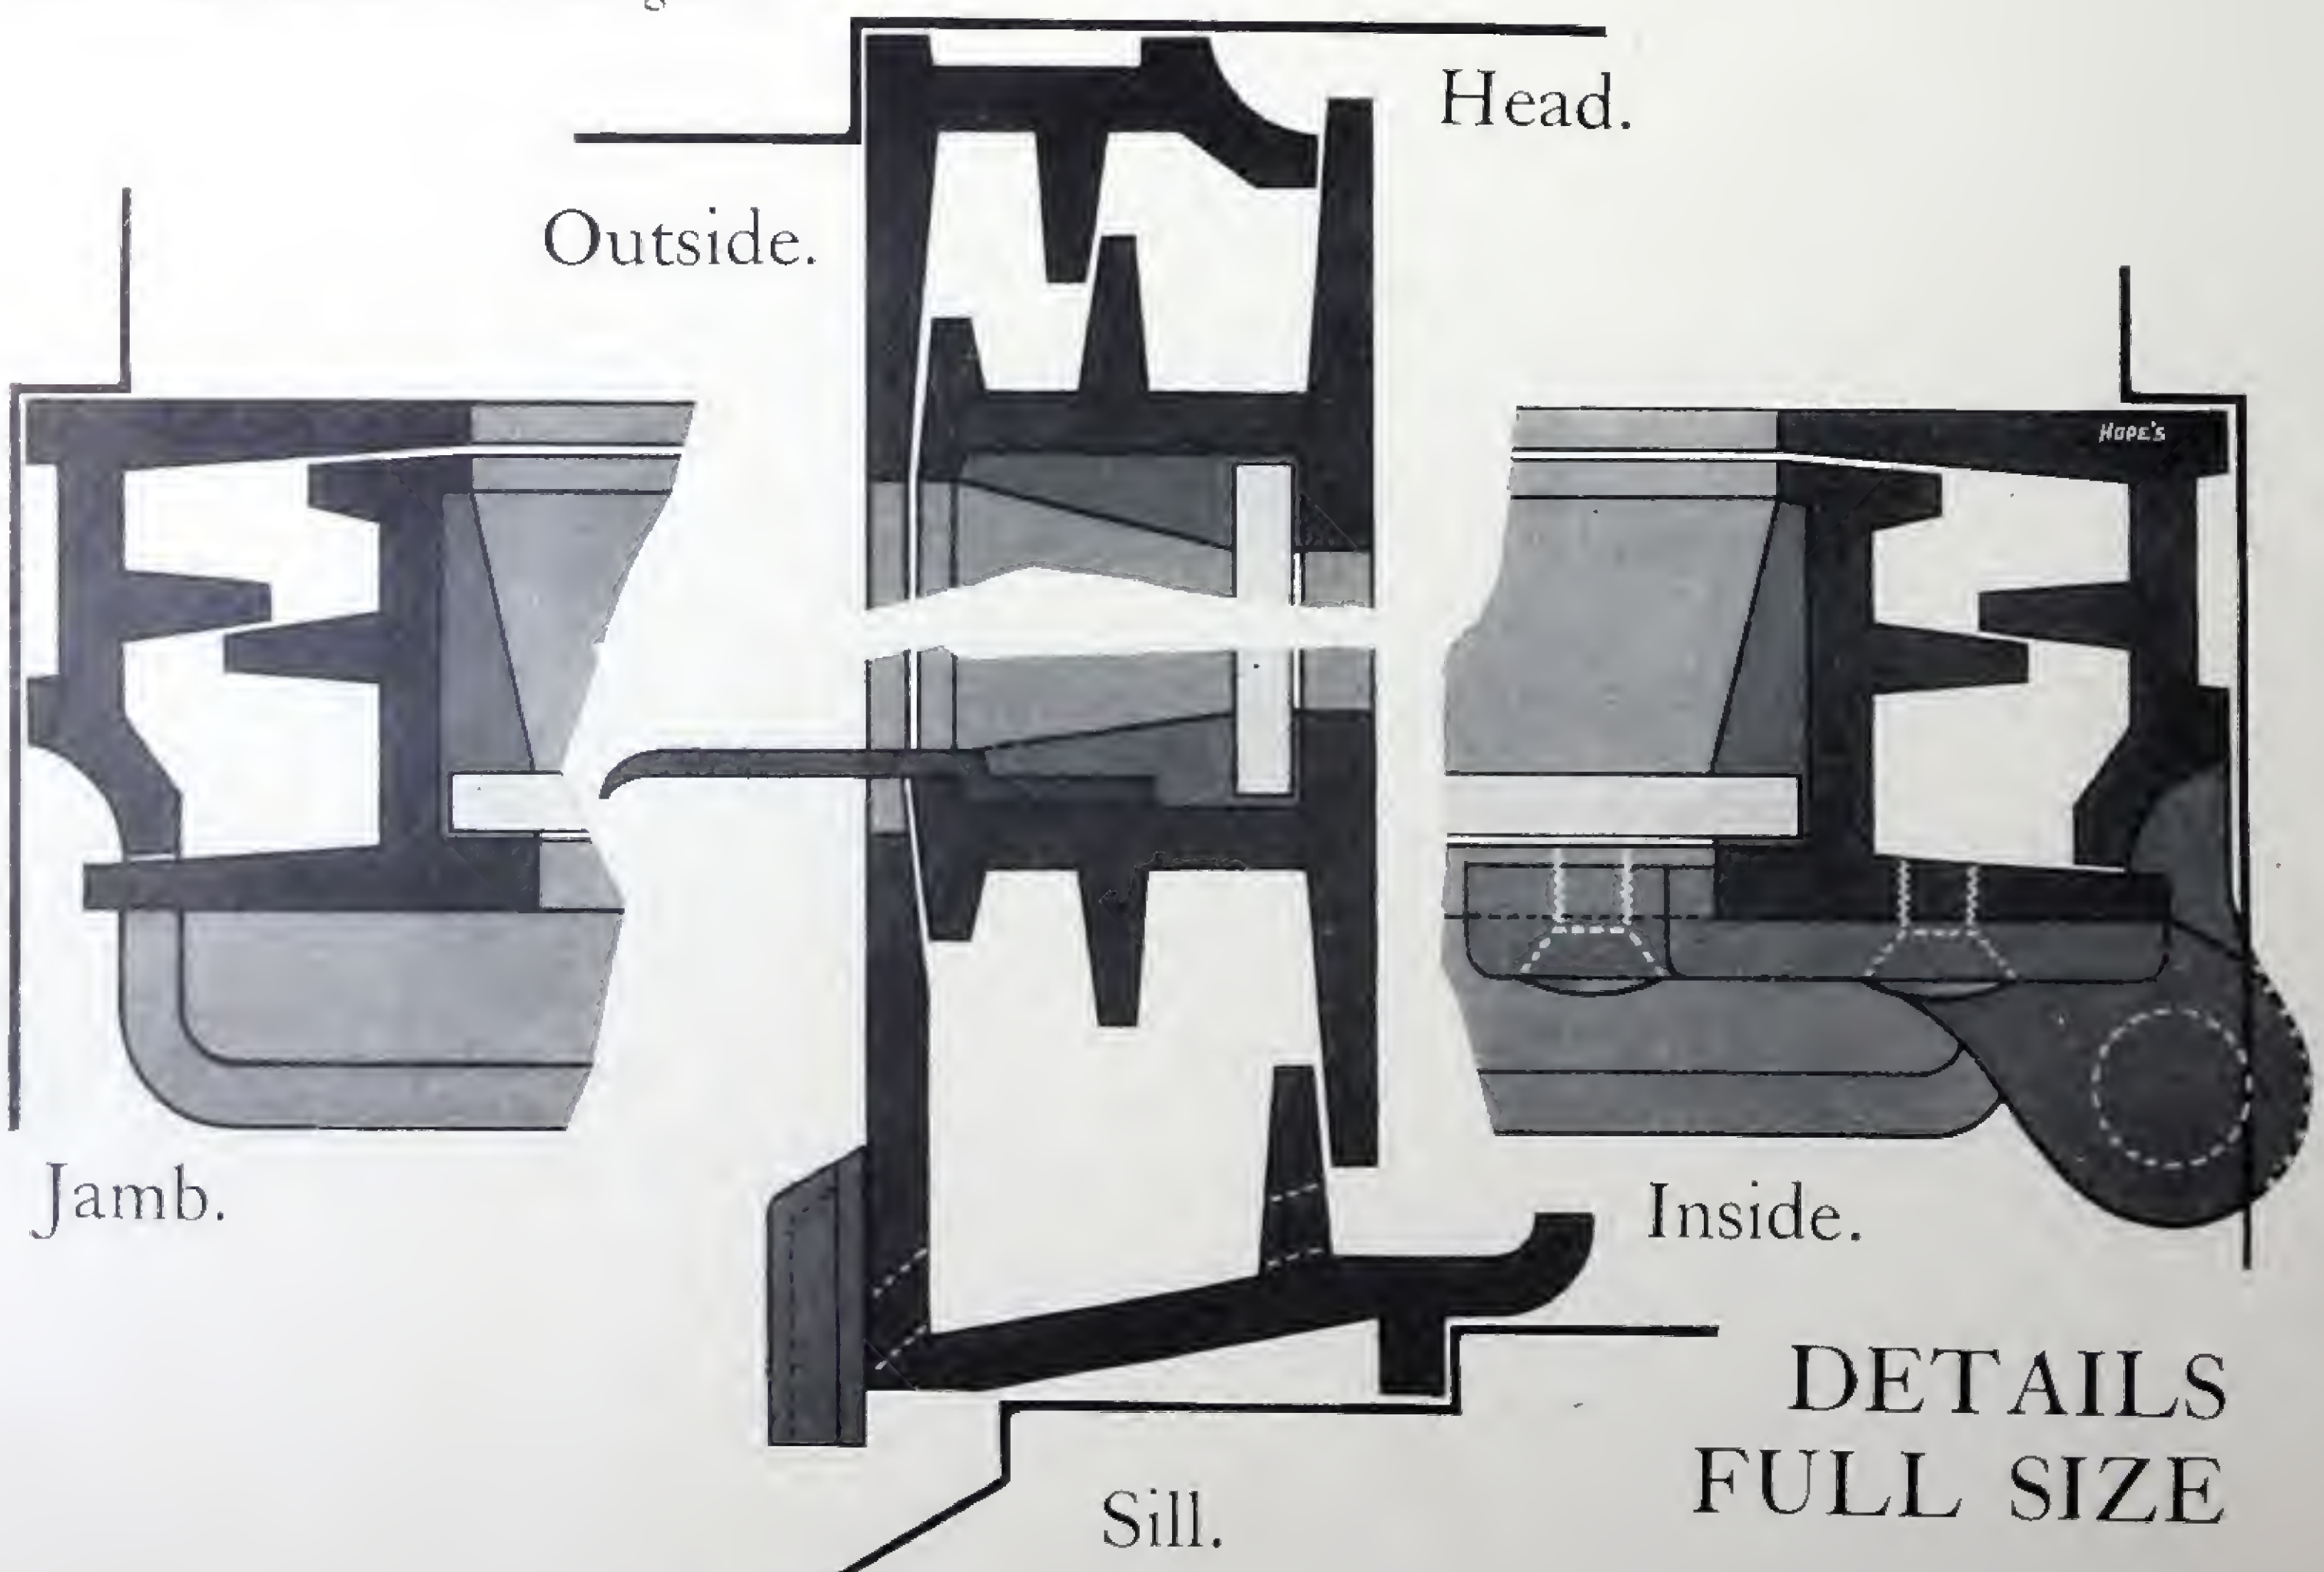 Head.
Outside.
HOPE'S
Jamb.
Inside.
DETAILS
FULL SIZE
Sill.